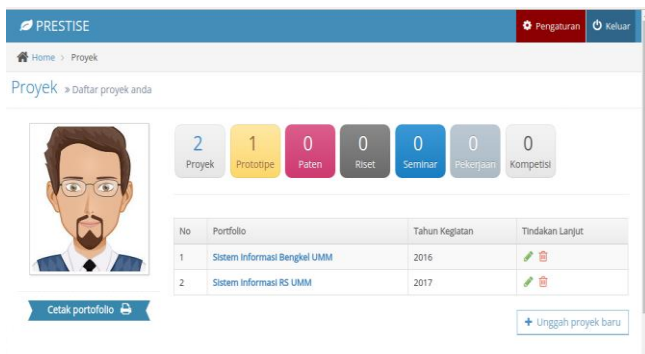 PRESTISE
Pengaturan
Keluar
Home > Proyek
Proyek » Daftar proyek anda
2 1 0 0 0 0 0
Proyek Prototipe Paten Riset Seminar Pekerjaan Kompetisi
No Portfolio Tahun Kegiatan Tindakan Lanjut
1 Sistem Informasi Bengkel UMM 2016
2 Sistem Informasi RS UMM 2017
Cetak portofolio
+ Unggah proyek baru